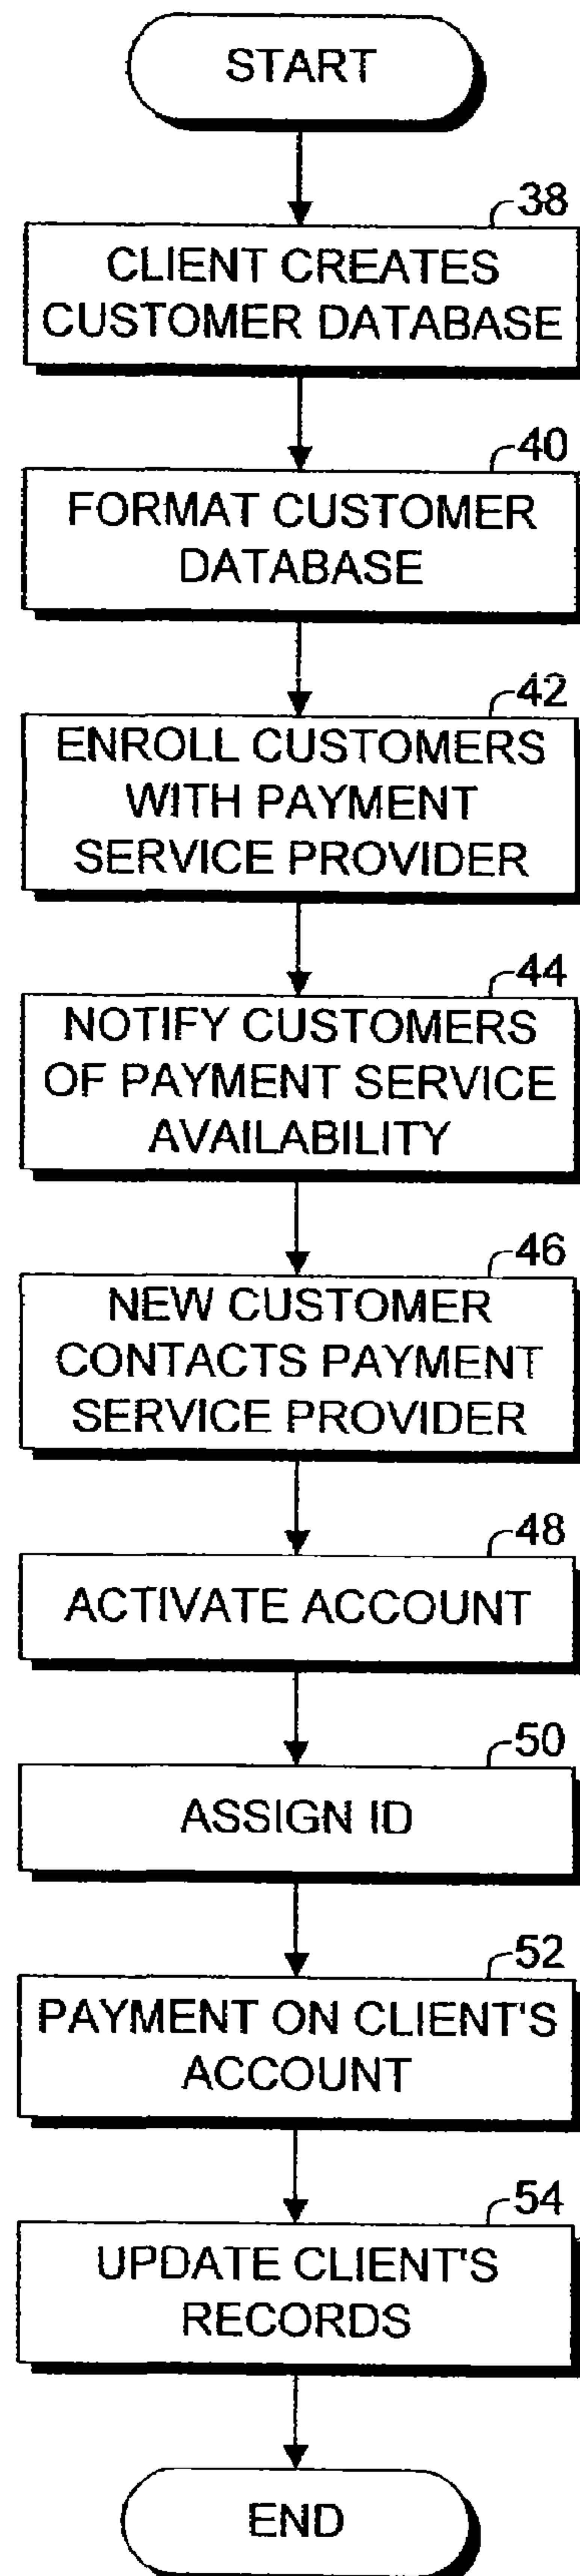 START
38
CLIENT CREATES
CUSTOMER DATABASE
40
FORMAT CUSTOMER
DATABASE
42
ENROLL CUSTOMERS
WITH PAYMENT
SERVICE PROVIDER
44
NOTIFY CUSTOMERS
OF PAYMENT SERVICE
AVAILABILITY
46
NEW CUSTOMER
CONTACTS PAYMENT
SERVICE PROVIDER
48
ACTIVATE ACCOUNT
50
ASSIGN ID
52
PAYMENT ON CLIENT'S
ACCOUNT
54
UPDATE CLIENT'S
RECORDS
END